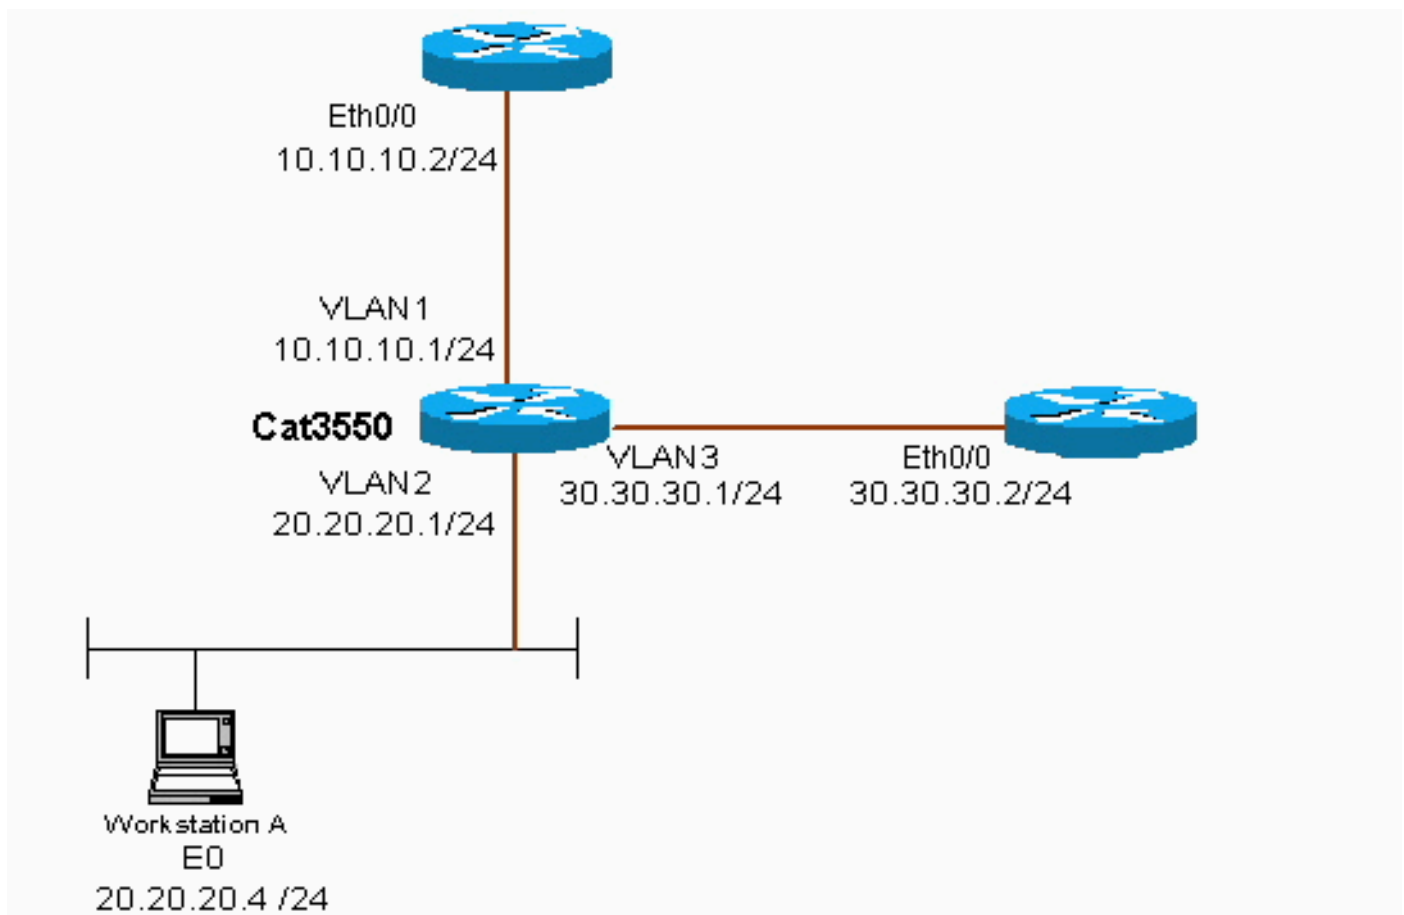 Eth0/0
10.10.10.2/24
VLAN1
10.10.10.1/24
Cat3550
VLAN2
20.20.20.1/24
VLAN3
30.30.30.1/24
Eth0/0
30.30.30.2/24
Workstation A
E0
20.20.20.4 /24